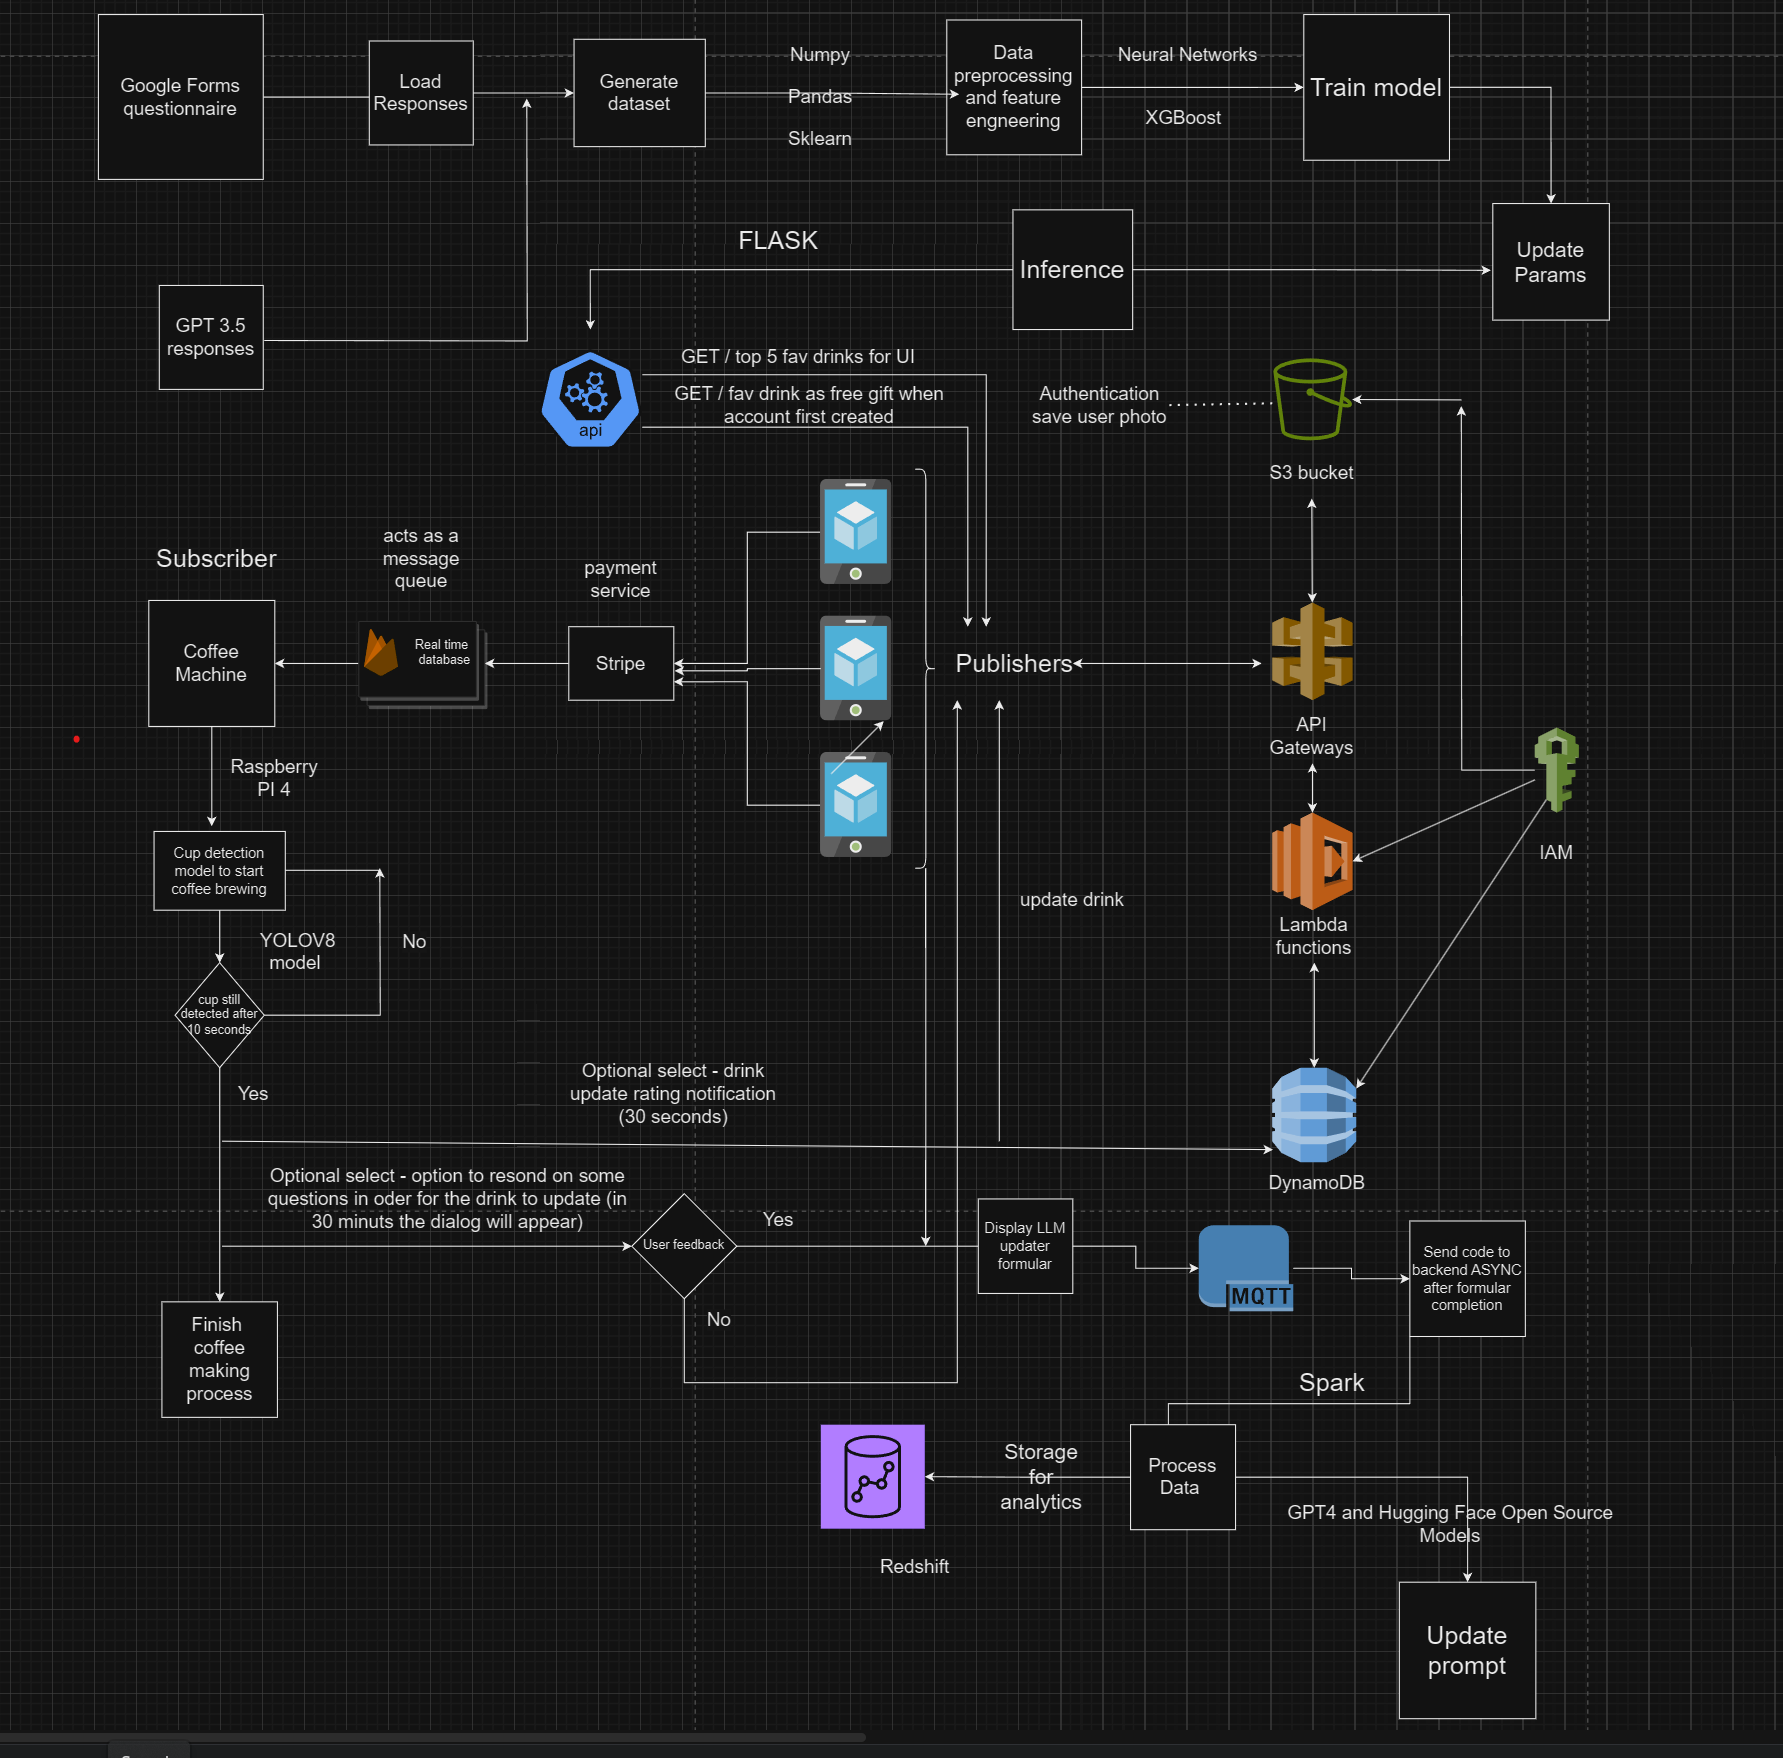 Google Forms
questionnaire
Load
Responses
Generate
dataset
Numpy
Pandas
Sklearn
Data
preprocessing
and feature
engneering
Neural Networks
XGBoost
Train model
Update
Params
Inference
FLASK
GPT 3.5
responses
api
GET / top 5 fav drinks for UI
GET / fav drink as free gift when
account first created
Authentication
save user photo
S3 bucket
Subscriber
acts as a
message
queue
payment
service
Coffee
Machine
Real time
database
Stripe
Publishers
API
Gateways
Raspberry
PI 4
IAM
Cup detection
model to start
coffee brewing
update drink
Lambda
functions
YOLOV8
model
No
cup still
detected after
10 seconds
Yes
Optional select - drink
update rating notification
(30 seconds)
DynamoDB
Optional select - option to resond on some
questions in oder for the drink to update (in
30 minuts the dialog will appear)
User feedback
Yes
No
Display LLM
updater
formular
MQTT
Send code to
backend ASYNC
after formular
completion
Finish
coffee
making
process
Spark
Storage
for
analytics
Process
Data
Redshift
GPT4 and Hugging Face Open Source
Models
Update
prompt